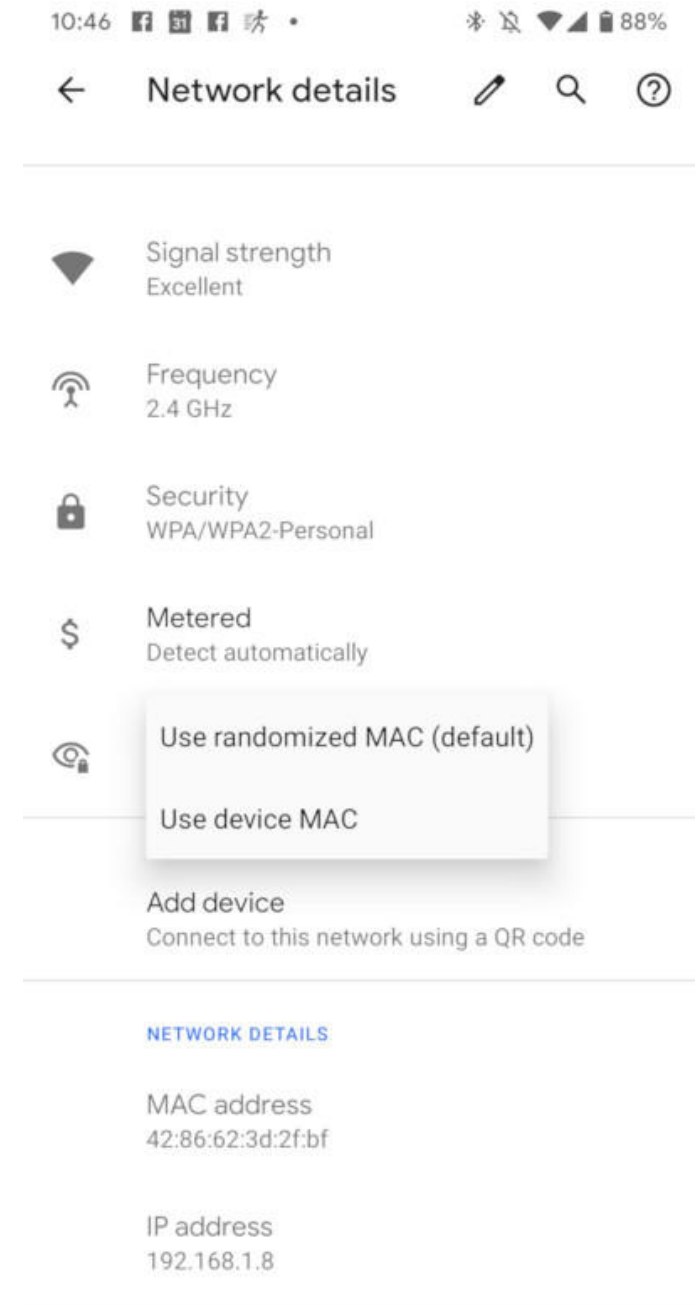 10:46 31 88%
Network details
Signal strength
Excellent
Frequency
2.4 GHz
Security
WPA/WPA2-Personal
Metered
Detect automatically
Use randomized MAC (default)
Use device MAC
Add device
Connect to this network using a QR code
NETWORK DETAILS
MAC address
42:86:62:3d:2f:bf
IP address
192.168.1.8